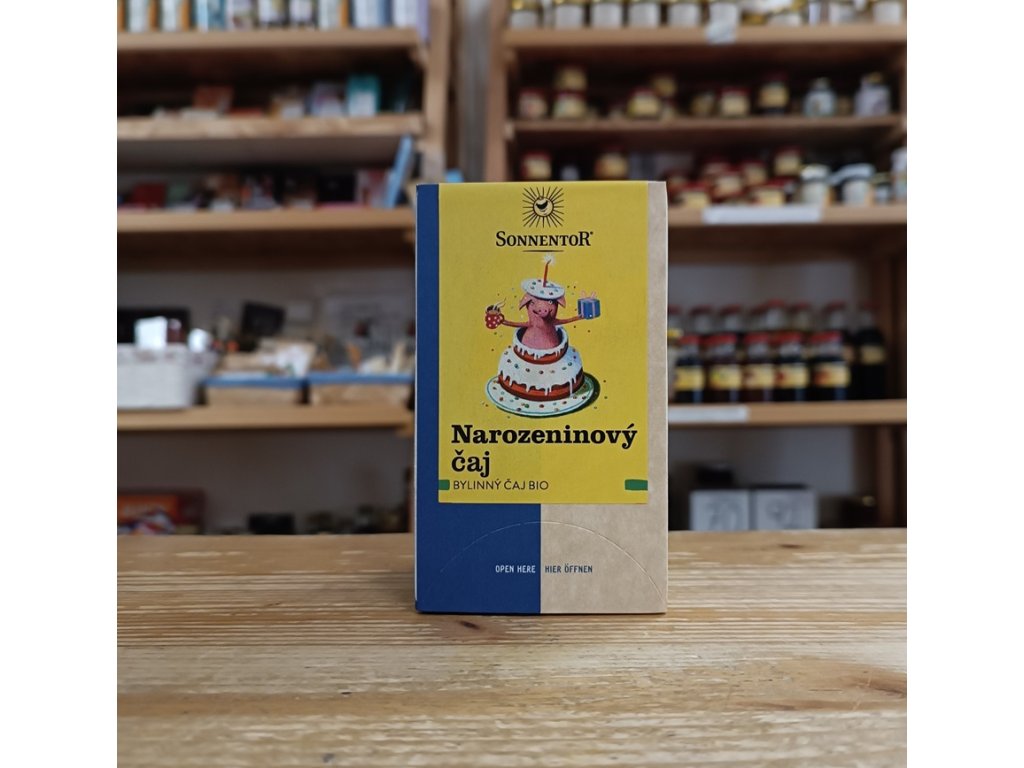 SONNENTOR®
Narozeninový
čaj
BYLINNÝ ČAJ BIO
OPEN HERE HIER ÖFFNEN